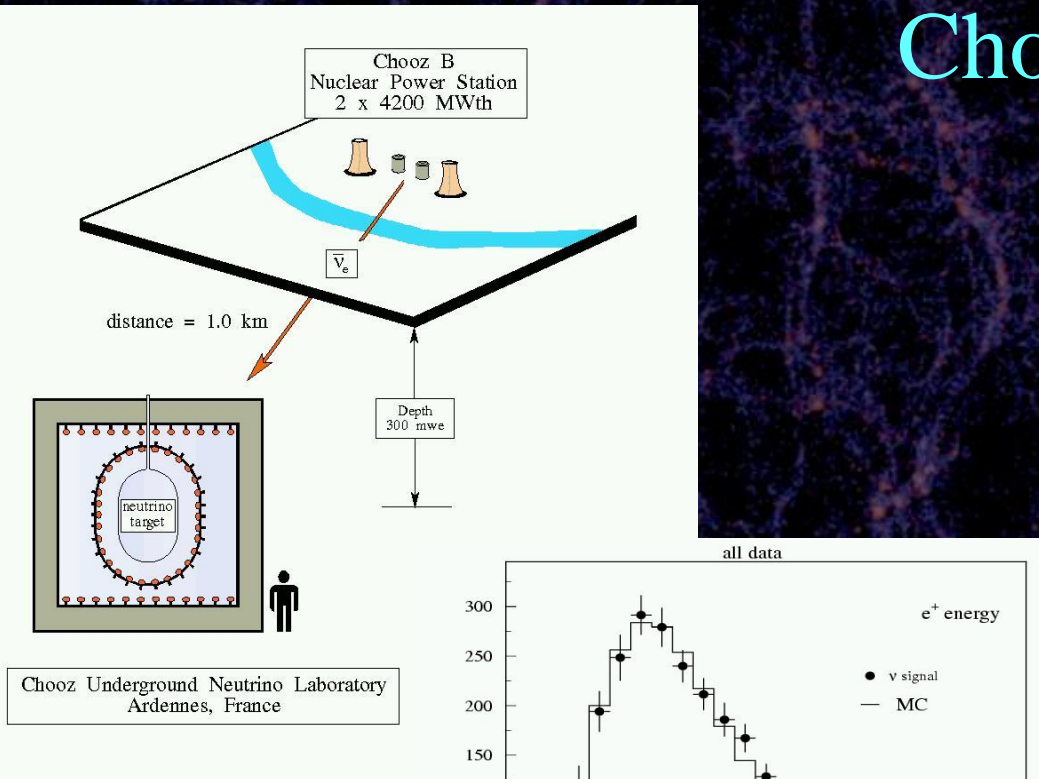 Cho
Chooz B
Nuclear Power Station
2 x 4200 MWth
ν̅e
distance = 1.0 km
Depth
300 mwe
neutrino
target
Chooz Underground Neutrino Laboratory
Ardennes, France
all data
300
250
200
150
e+ energy
ν signal
MC